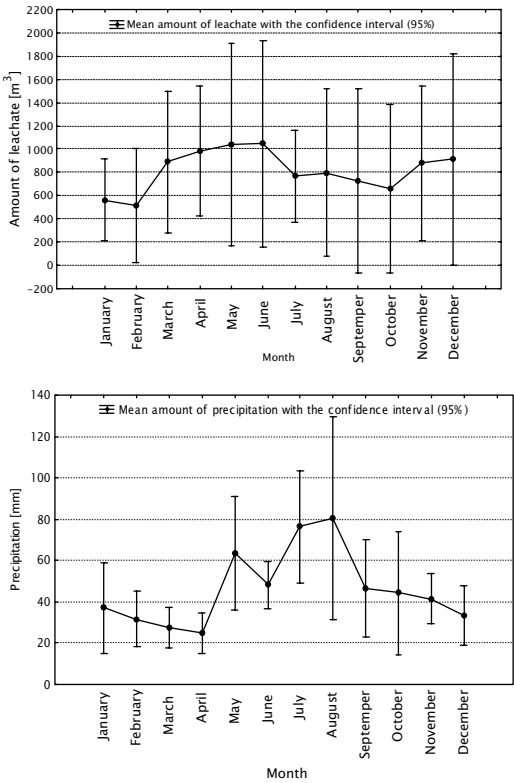 Mean amount of leachate with the confidence interval (95%)
Amount of leachate [m³]
2200
2000
1800
1600
1400
1200
1000
800
600
400
200
0
−200
January
February
March
April
May
June
July
August
Septemper
October
November
December
Month
Mean amount of precipitation with the confidence interval (95%)
Precipitation [mm]
140
120
100
80
60
40
20
0
January
February
March
April
May
June
July
August
Septemper
October
November
December
Month